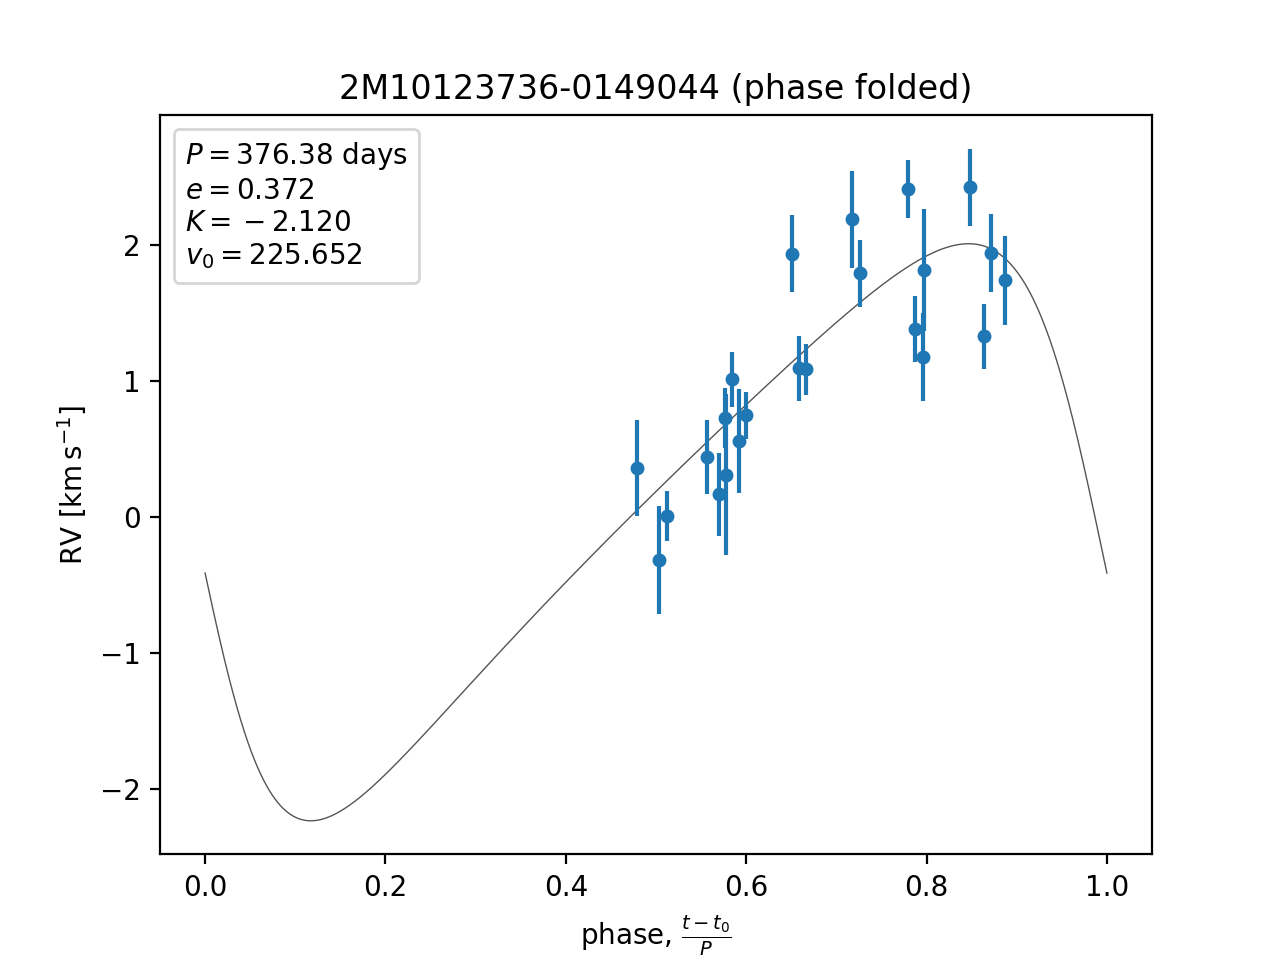 2M10123736-0149044 (phase folded)
P = 376.38 days
e = 0.372
K = −2.120
v₀ = 225.652
2
1
0
−1
−2
RV [km s⁻¹]
0.0 0.2 0.4 0.6 0.8 1.0
phase, (t − t₀)/P